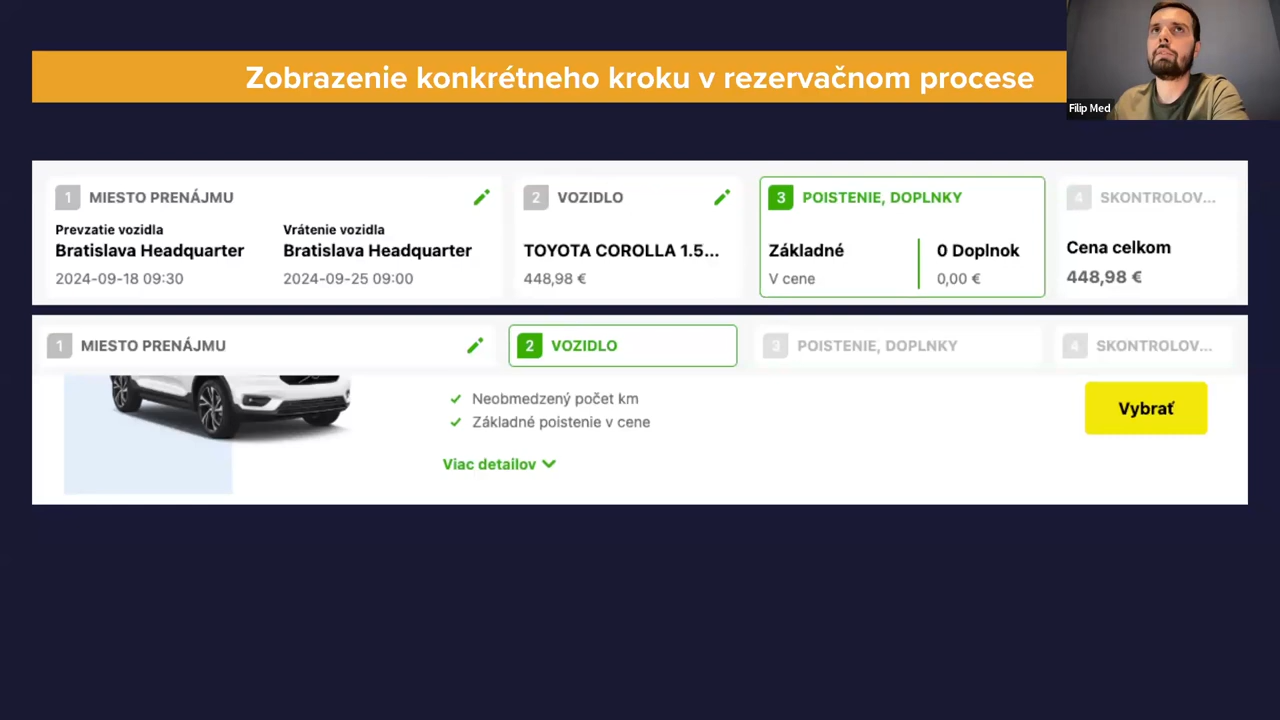 Zobrazenie konkrétneho kroku v rezervačnom procese
Filip Med
1 MIESTO PRENÁJMU
Prevzatie vozidla
Bratislava Headquarter
2024-09-18 09:30
Vrátenie vozidla
Bratislava Headquarter
2024-09-25 09:00
2 VOZIDLO
TOYOTA COROLLA 1.5...
448,98 €
3 POISTENIE, DOPLNKY
Základné
V cene
0 Doplnok
0,00 €
4 SKONTROLOV...
Cena celkom
448,98 €
1 MIESTO PRENÁJMU
2 VOZIDLO
3 POISTENIE, DOPLNKY
4 SKONTROLOV...
Neobmedzený počet km
Základné poistenie v cene
Viac detailov
Vybrať